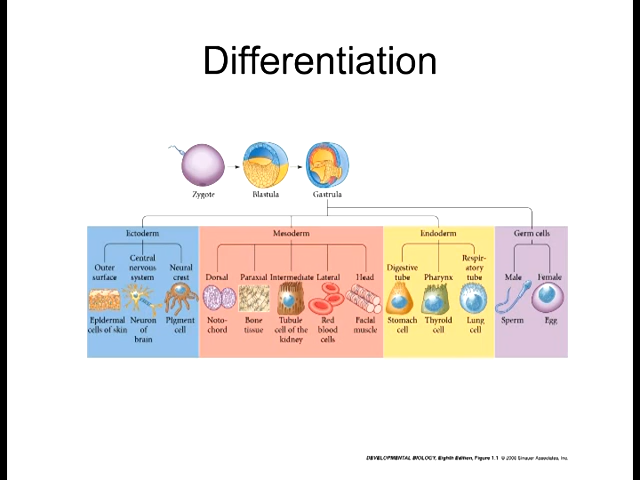 Differentiation
Zygote
Blastula
Gastrula
Ectoderm
Mesoderm
Endoderm
Germ cells
Outer
surface
Central
nervous
system
Neural
crest
Dorsal
Paraxial
Intermediate
Lateral
Head
Digestive
tube
Pharynx
Respir-
atory
tube
Male
Female
Epidermal
cells of skin
Neuron
of
brain
Pigment
cell
Noto-
chord
Bone
tissue
Tubule
cell of the
kidney
Red
blood
cells
Facial
muscle
Stomach
cell
Thyroid
cell
Lung
cell
Sperm
Egg
DEVELOPMENTAL BIOLOGY, Eighth Edition, Figure 1.1 © 2006 Sinauer Associates, Inc.